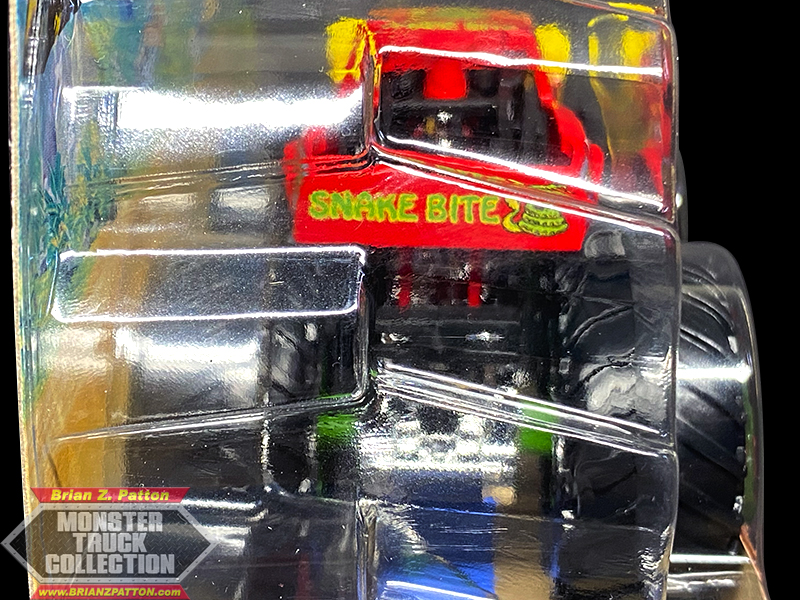 SNAKE BITE
Brian Z. Patton
MONSTER
TRUCK
COLLECTION
www.BRIANZPATTON.com